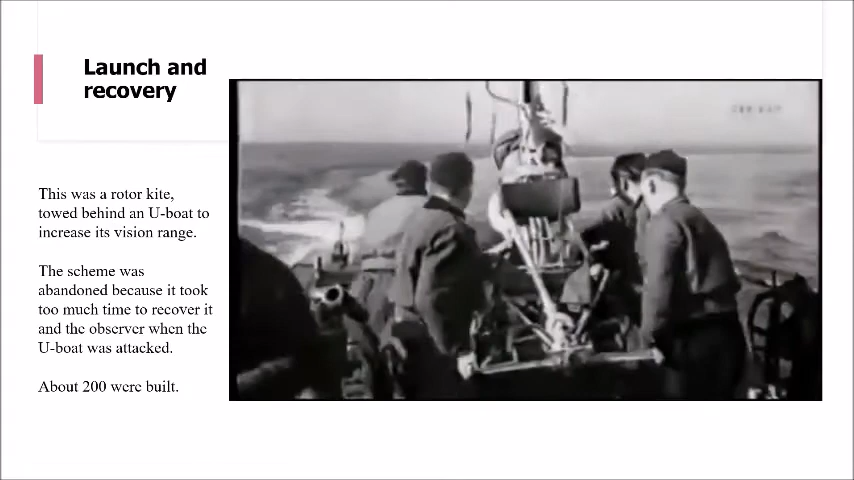 Launch and
recovery
This was a rotor kite,
towed behind an U-boat to
increase its vision range.
The scheme was
abandoned because it took
too much time to recover it
and the observer when the
U-boat was attacked.
About 200 were built.